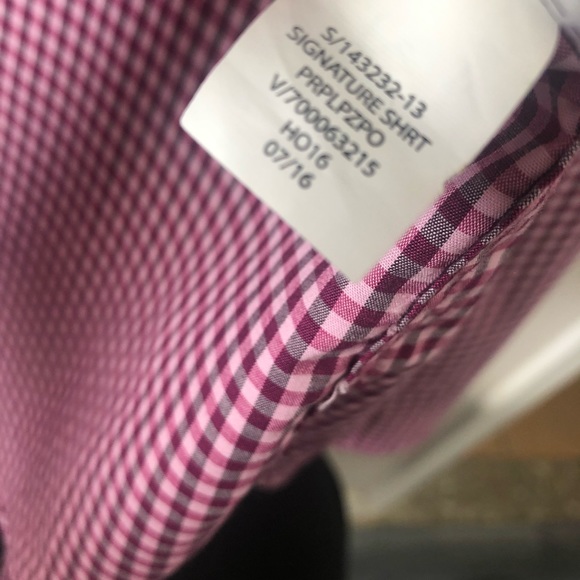 S/143232-13
SIGNATURE SHRT
PRPLPZPO
V/700063215
HO16
07/16